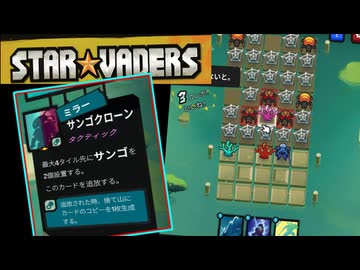 STAR★VADERS
ミラー
サンゴクローン
タクティック
最大4タイル先にサンゴを
2個設置する。
このカードを追放する。
追放された時、捨て山に
カードのコピーを1枚生成す
る。
ないと。
3